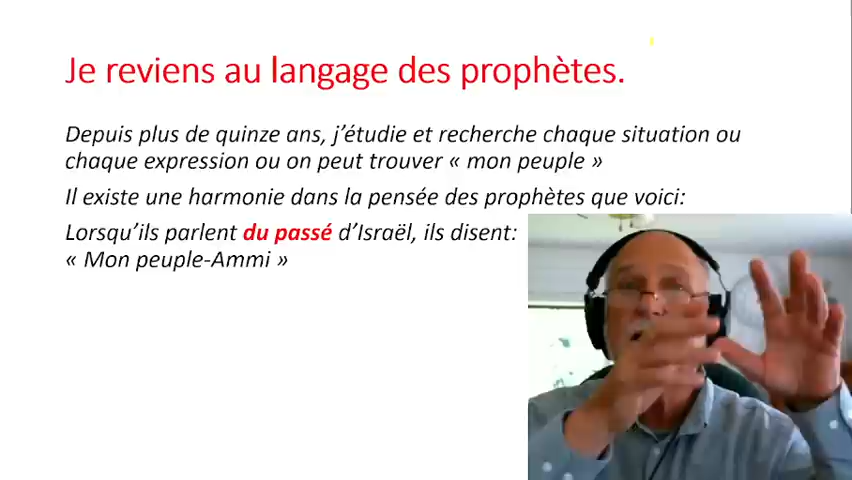 Je reviens au langage des prophètes.
Depuis plus de quinze ans, j’étudie et recherche chaque situation ou
chaque expression ou on peut trouver « mon peuple »
Il existe une harmonie dans la pensée des prophètes que voici:
Lorsqu’ils parlent du passé d’Israël, ils disent:
« Mon peuple-Ammi »